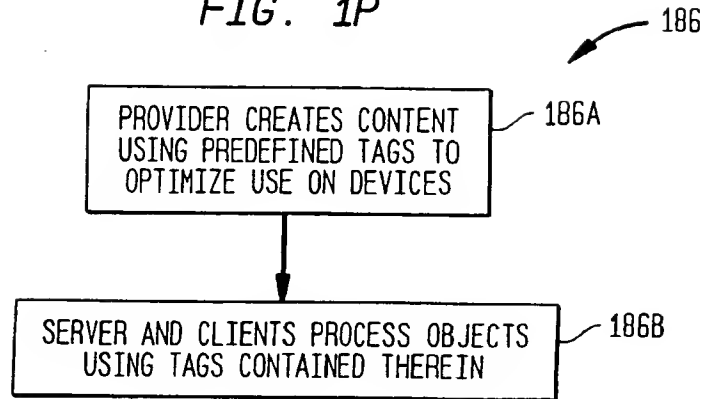 FIG. 1P
186
PROVIDER CREATES CONTENT
USING PREDEFINED TAGS TO
OPTIMIZE USE ON DEVICES
186A
SERVER AND CLIENTS PROCESS OBJECTS
USING TAGS CONTAINED THEREIN
186B